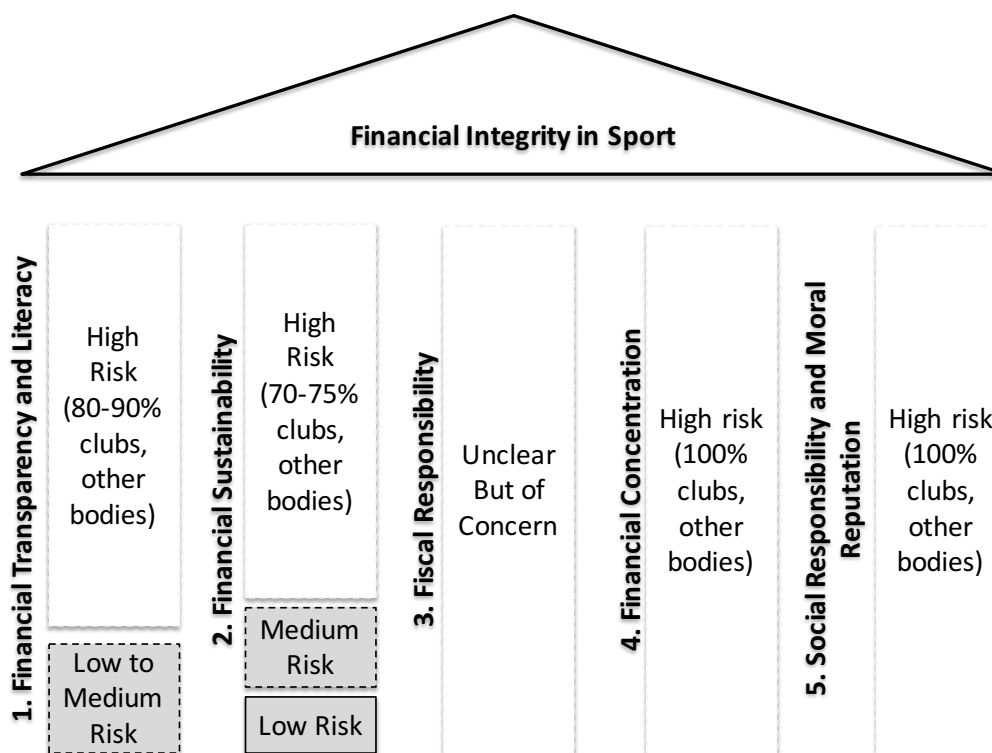 Financial Integrity in Sport
1. Financial Transparency and Literacy
High
Risk
(80-90%
clubs,
other
bodies)
Low to
Medium
Risk
2. Financial Sustainability
High
Risk
(70-75%
clubs,
other
bodies)
Medium
Risk
Low Risk
3. Fiscal Responsibility
Unclear
But of
Concern
4. Financial Concentration
High risk
(100%
clubs,
other
bodies)
5. Social Responsibility and Moral
Reputation
High risk
(100%
clubs,
other
bodies)